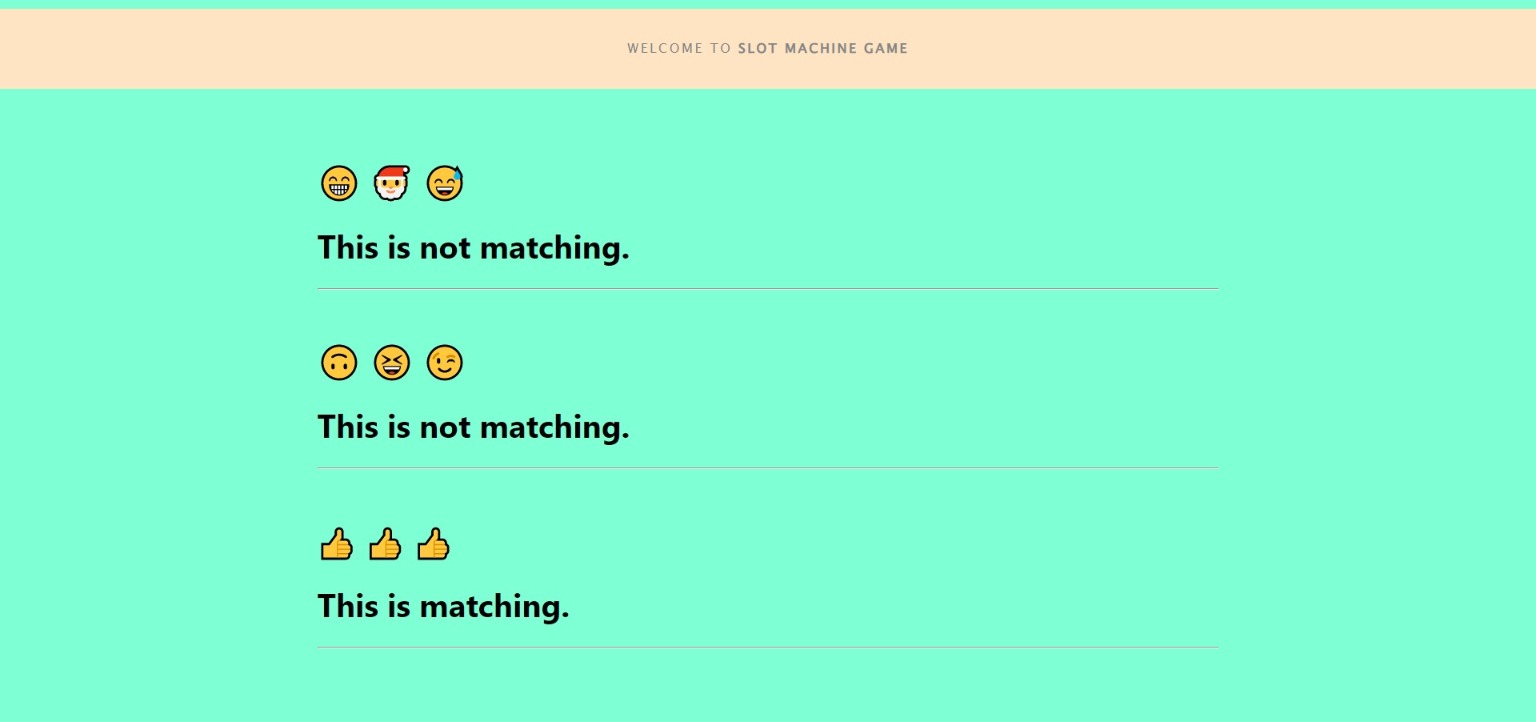 WELCOME TO SLOT MACHINE GAME
This is not matching.
This is not matching.
This is matching.